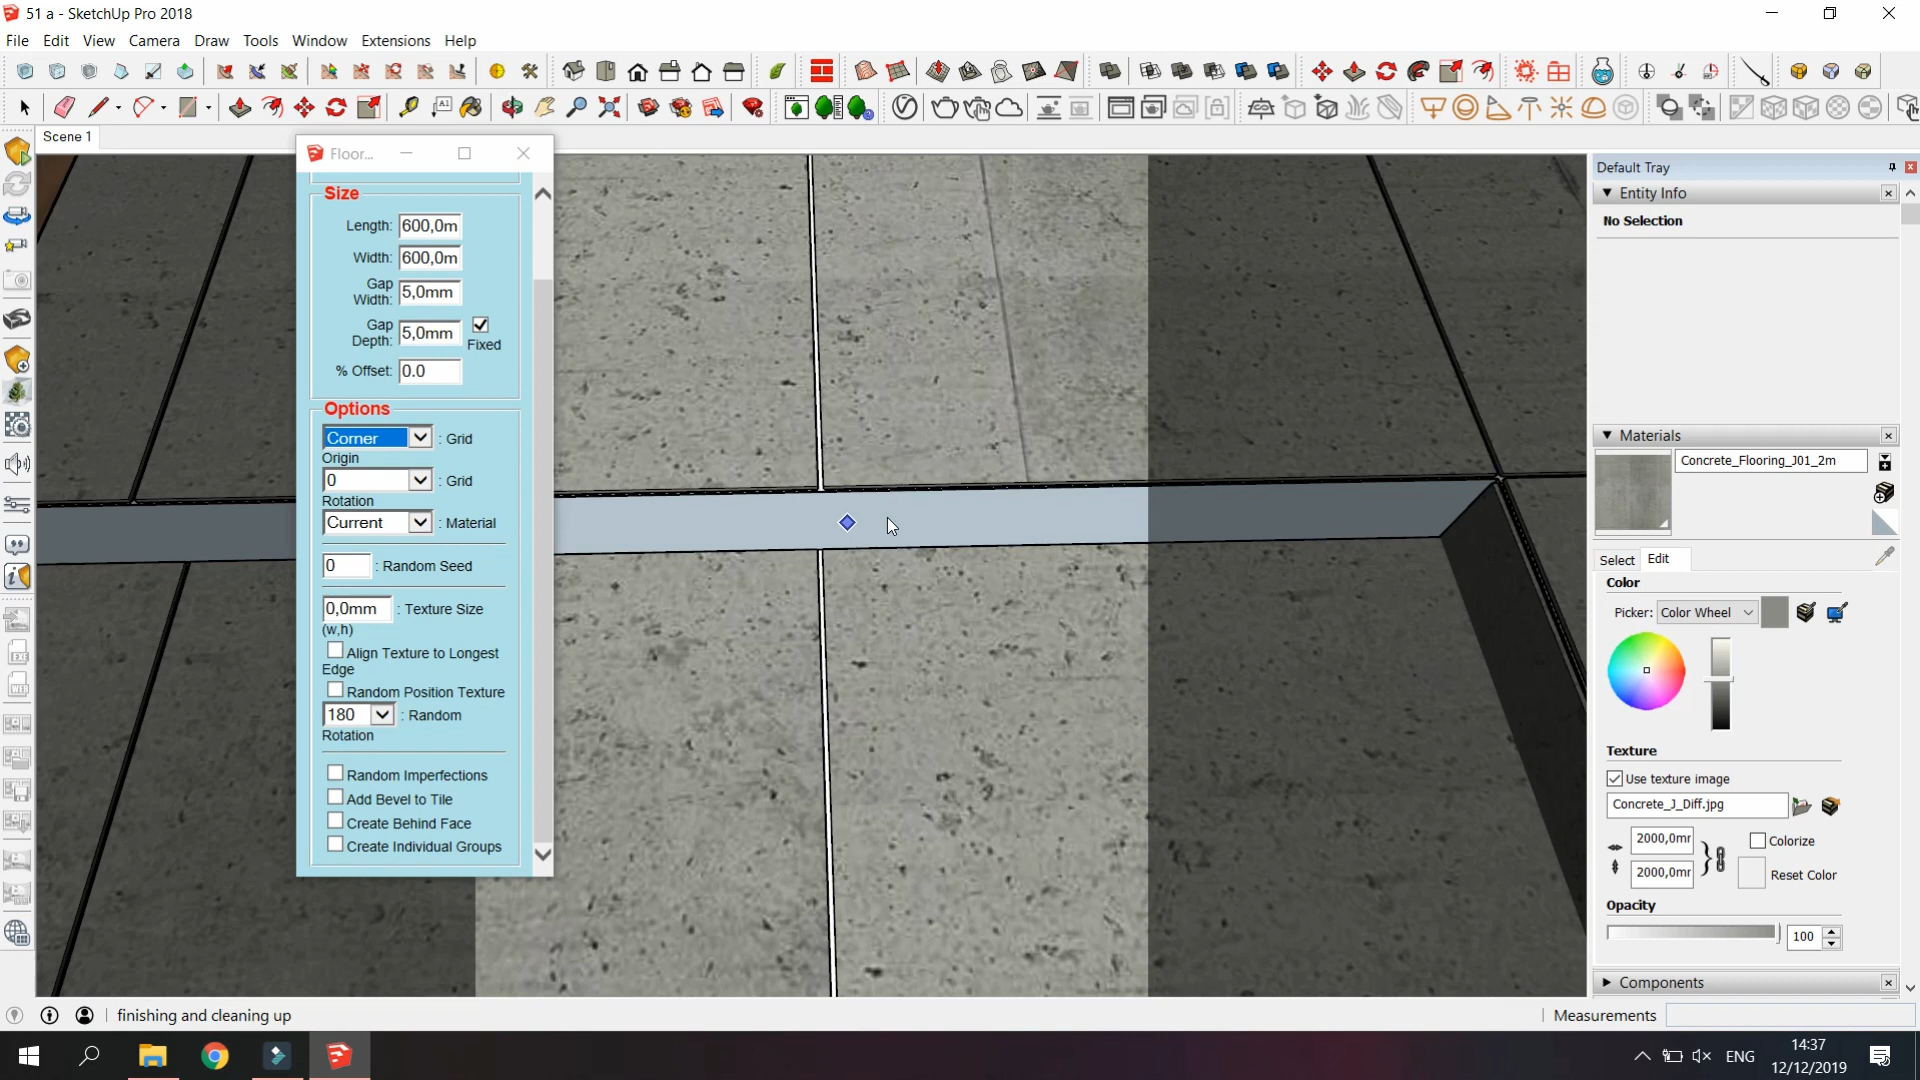 51 a - SketchUp Pro 2018
File Edit View Camera Draw Tools Window Extensions Help
A1
Scene 1
Floor...
Size
Length: 600,0m
Width: 600,0m
Gap Width: 5,0mm
Gap Depth: 5,0mm Fixed
% Offset: 0.0
Options
Corner : Grid
Origin
0 : Grid
Rotation
Current : Material
0 : Random Seed
0,0mm : Texture Size
(w,h)
Align Texture to Longest
Edge
Random Position Texture
180 : Random
Rotation
Random Imperfections
Add Bevel to Tile
Create Behind Face
Create Individual Groups
Default Tray
Entity Info
No Selection
Materials
Concrete_Flooring_J01_2m
Select Edit
Color
Picker: Color Wheel
Texture
Use texture image
Concrete_J_Diff.jpg
2000,0mr Colorize
2000,0mr Reset Color
Opacity
100
Components
finishing and cleaning up
Measurements
ENG
14:37
12/12/2019